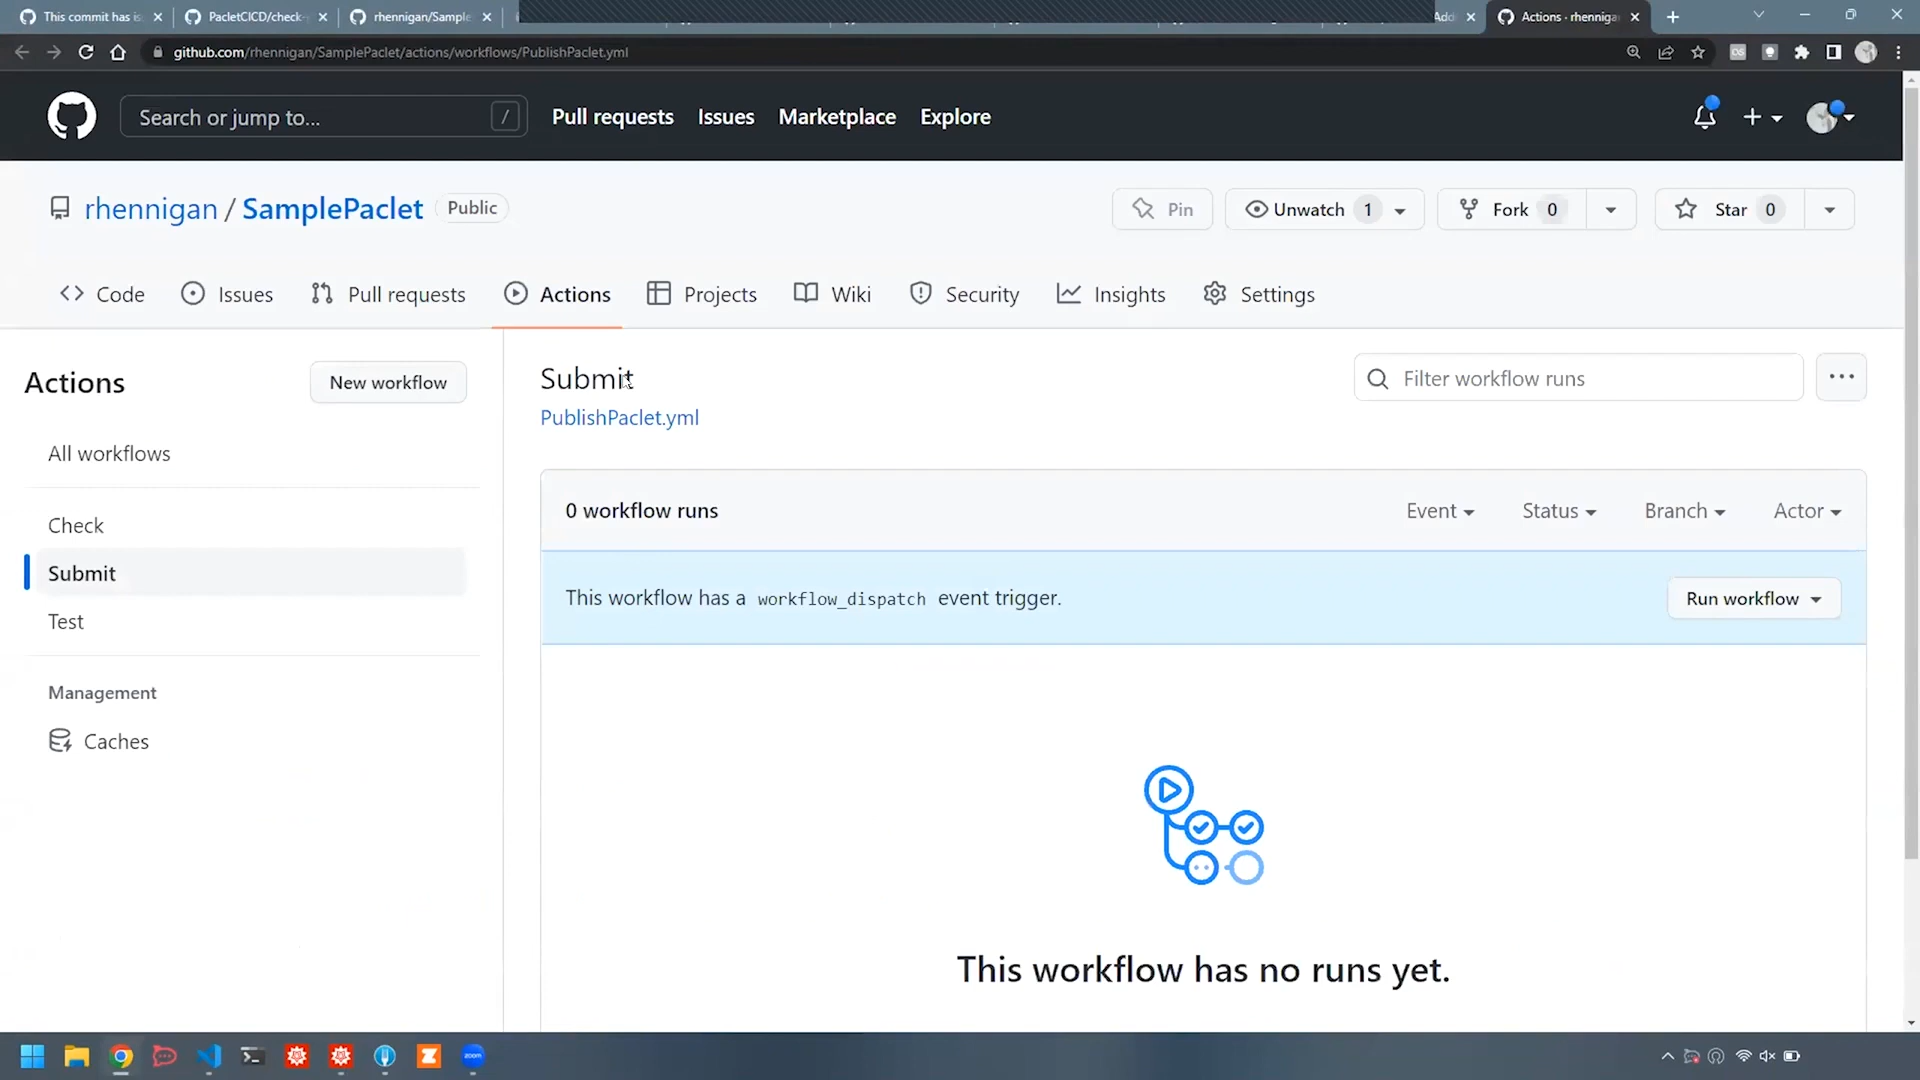 This commit has is
PacletCICD/check-
rhennigan/Sample
Add
Actions · rhenniga
github.com/rhennigan/SamplePaclet/actions/workflows/PublishPaclet.yml
Search or jump to...
/
Pull requests
Issues
Marketplace
Explore
rhennigan / SamplePaclet
Public
Pin
Unwatch 1
Fork 0
Star 0
Code
Issues
Pull requests
Actions
Projects
Wiki
Security
Insights
Settings
Actions
New workflow
All workflows
Check
Submit
Test
Management
Caches
Submit
PublishPaclet.yml
Filter workflow runs
0 workflow runs
Event
Status
Branch
Actor
This workflow has a workflow_dispatch event trigger.
Run workflow
This workflow has no runs yet.
zoom